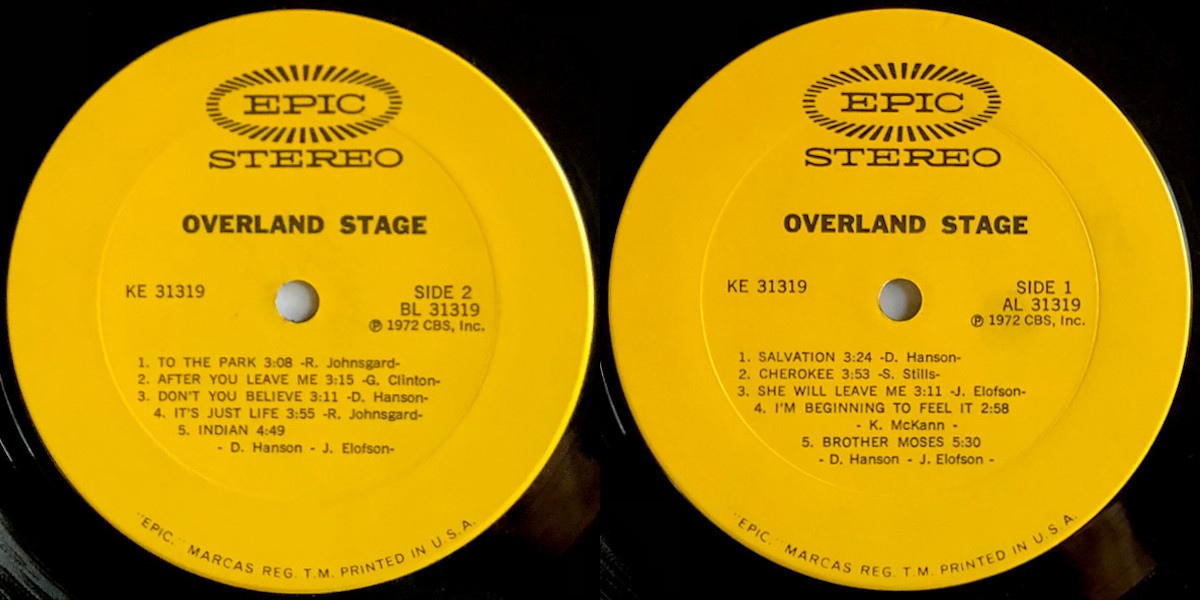 EPIC
STEREO
OVERLAND STAGE
KE 31319
SIDE 2
BL 31319
℗ 1972 CBS, Inc.
1. TO THE PARK 3:08 -R. Johnsgard-
2. AFTER YOU LEAVE ME 3:15 -G. Clinton-
3. DON'T YOU BELIEVE 3:11 -D. Hanson-
4. IT'S JUST LIFE 3:55 -R. Johnsgard-
5. INDIAN 4:49
- D. Hanson - J. Elofson-
"EPIC," MARCAS REG. T.M. PRINTED IN U.S.A.
EPIC
STEREO
OVERLAND STAGE
KE 31319
SIDE 1
AL 31319
℗ 1972 CBS, Inc.
1. SALVATION 3:24 -D. Hanson-
2. CHEROKEE 3:53 -S. Stills-
3. SHE WILL LEAVE ME 3:11 -J. Elofson-
4. I'M BEGINNING TO FEEL IT 2:58
- K. McKann -
5. BROTHER MOSES 5:30
- D. Hanson - J. Elofson -
"EPIC," MARCAS REG. T.M. PRINTED IN U.S.A.